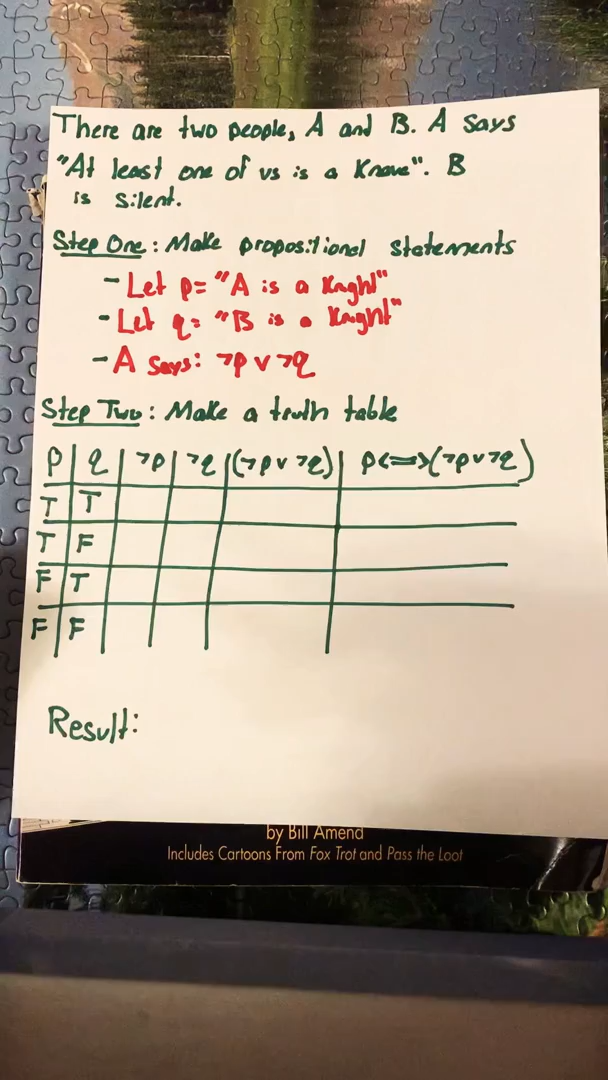 There are two people, A and B. A says
"At least one of us is a Knave". B
is silent.
Step One: Make propositional statements
- Let p= "A is a Knght"
- Let q= "B is a Knight"
- A says: ¬p ∨ ¬q
Step Two: Make a truth table
p q ¬p ¬q (¬p ∨ ¬q) p<=>(¬p ∨ ¬q)
T T
T F
F T
F F
Result:
by Bill Amend
Includes Cartoons From Fox Trot and Pass the Loot